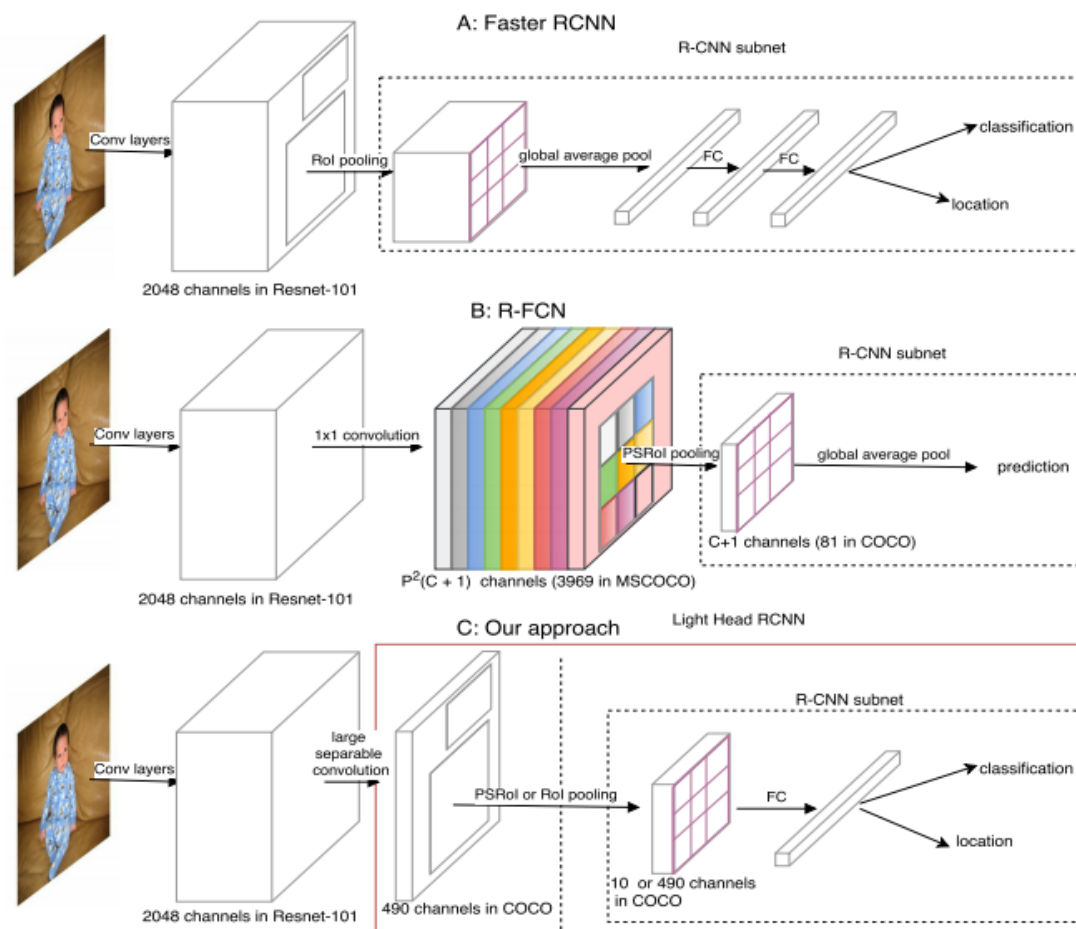 A: Faster RCNN
R-CNN subnet
Conv layers
RoI pooling
global average pool
FC
FC
classification
location
2048 channels in Resnet-101
B: R-FCN
R-CNN subnet
Conv layers
1x1 convolution
PSRoI pooling
global average pool
prediction
C+1 channels (81 in COCO)
P²(C + 1) channels (3969 in MSCOCO)
2048 channels in Resnet-101
C: Our approach
Light Head RCNN
R-CNN subnet
Conv layers
large
separable
convolution
PSRoI or RoI pooling
FC
classification
location
10 or 490 channels
in COCO
490 channels in COCO
2048 channels in Resnet-101